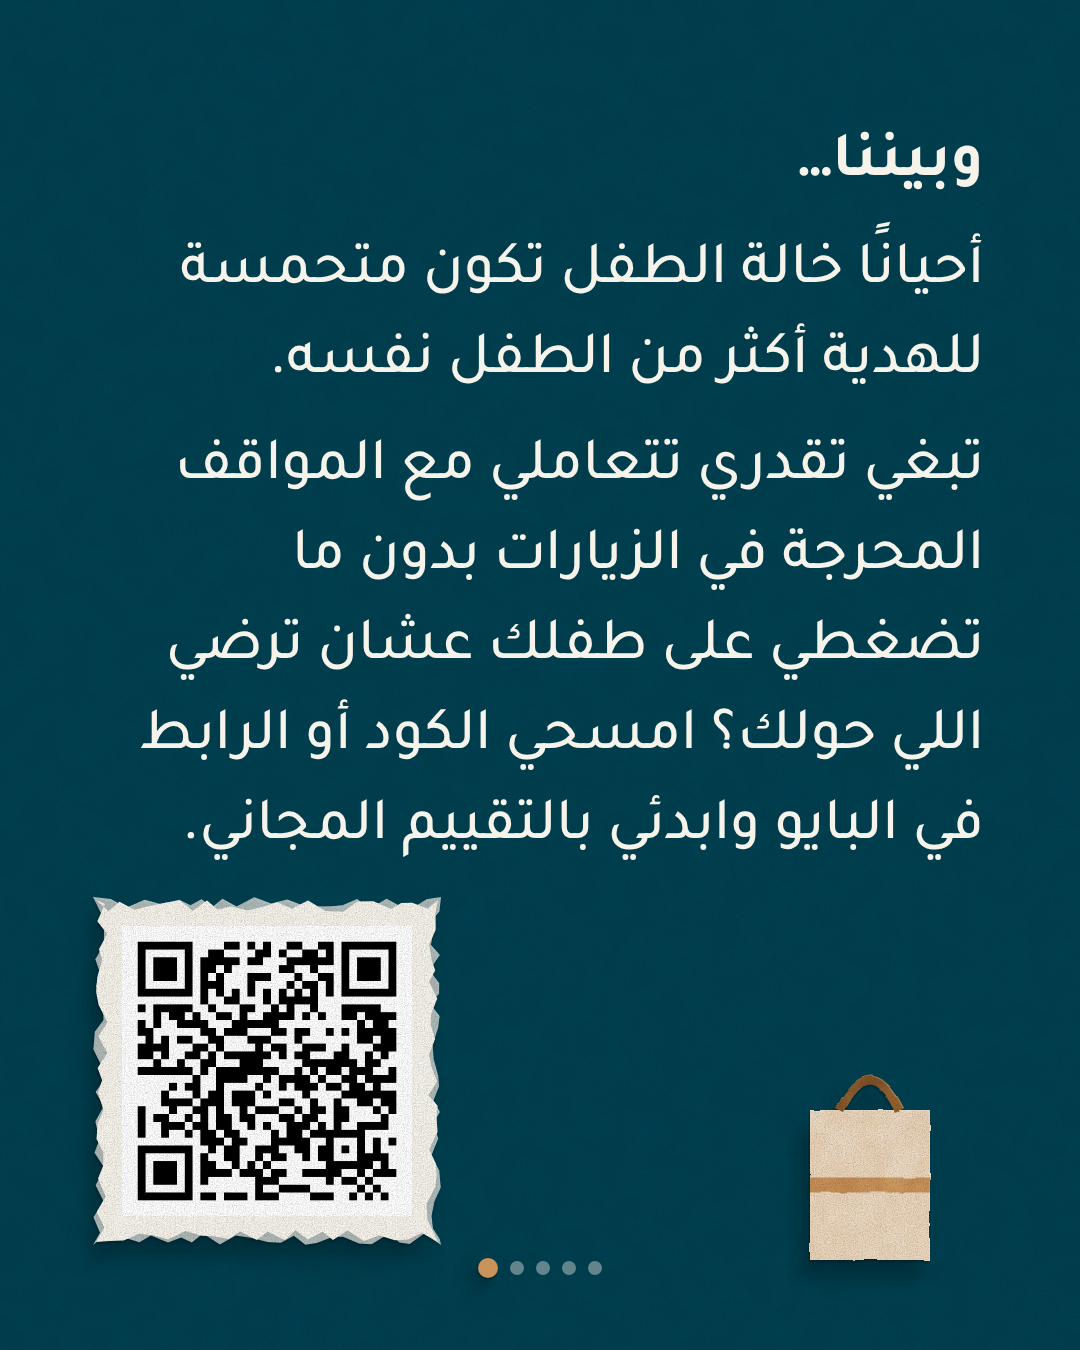 وبيننا...
أحيانًا خالة الطفل تكون متحمسة
للهدية أكثر من الطفل نفسه.
تبغي تقدري تتعاملي مع المواقف
المحرجة في الزيارات بدون ما
تضغطي على طفلك عشان ترضي
اللي حولك؟ امسحي الكود أو الرابط
في البايو وابدئي بالتقييم المجاني.